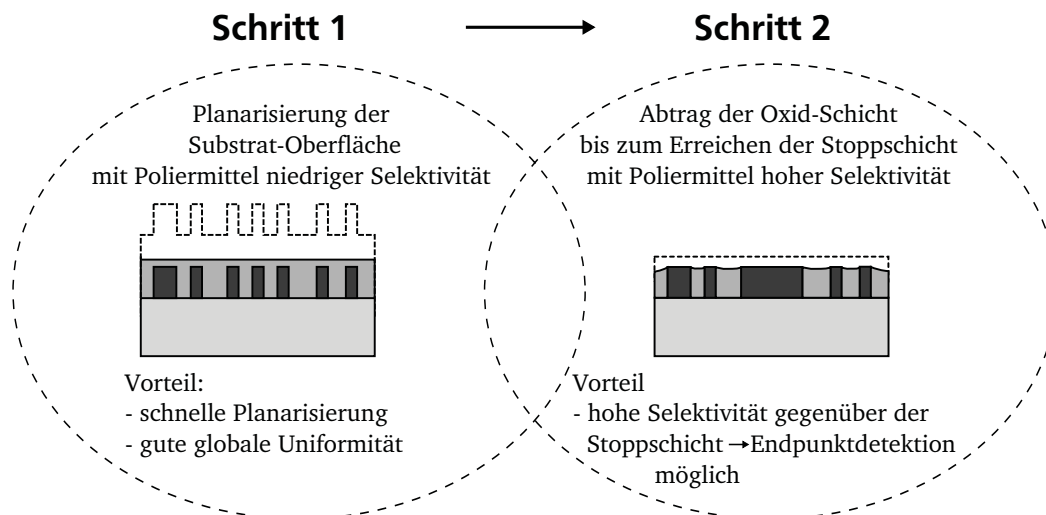 Schritt 1
Schritt 2
Planarisierung der
Substrat-Oberfläche
mit Poliermittel niedriger Selektivität
Abtrag der Oxid-Schicht
bis zum Erreichen der Stoppschicht
mit Poliermittel hoher Selektivität
Vorteil:
- schnelle Planarisierung
- gute globale Uniformität
Vorteil
- hohe Selektivität gegenüber der
Stoppschicht → Endpunktdetektion
möglich